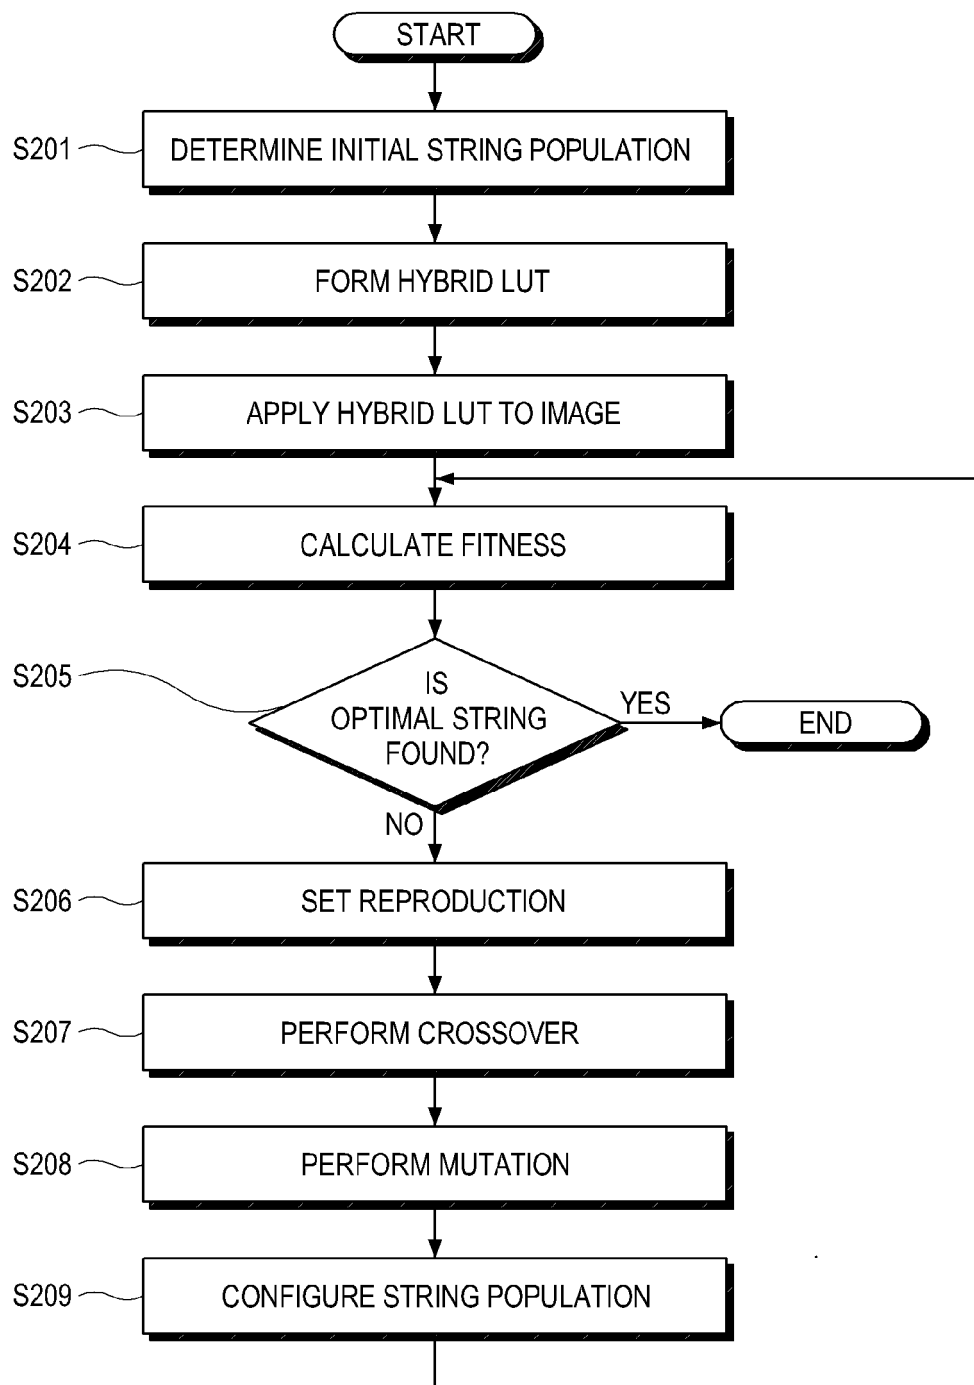 START
S201
DETERMINE INITIAL STRING POPULATION
S202
FORM HYBRID LUT
S203
APPLY HYBRID LUT TO IMAGE
S204
CALCULATE FITNESS
S205
IS
OPTIMAL STRING
FOUND?
YES
END
NO
S206
SET REPRODUCTION
S207
PERFORM CROSSOVER
S208
PERFORM MUTATION
S209
CONFIGURE STRING POPULATION